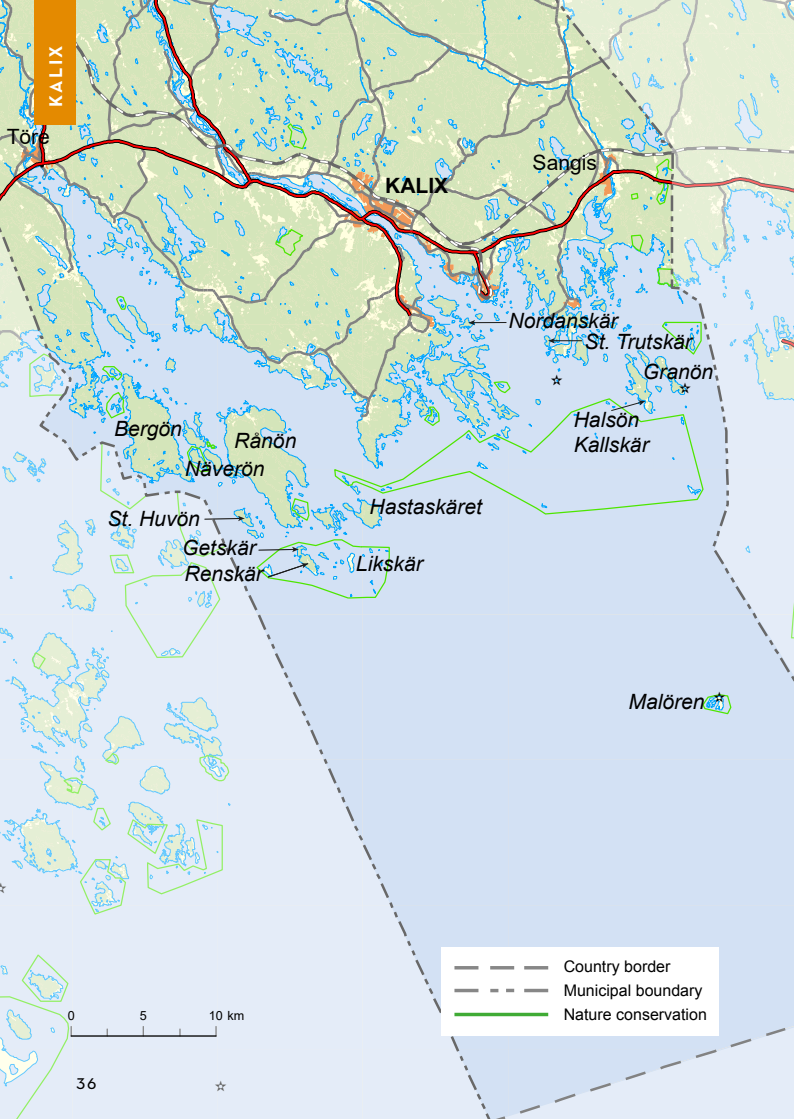 KALIX
Töre
Sangis
KALIX
Nordanskär
St. Trutskär
Granön
Halsön
Kallskär
Bergön
Rånön
Näverön
Hastaskäret
St. Huvön
Getskär
Renskär
Likskär
Malören
Country border
Municipal boundary
Nature conservation
0 5 10 km
36